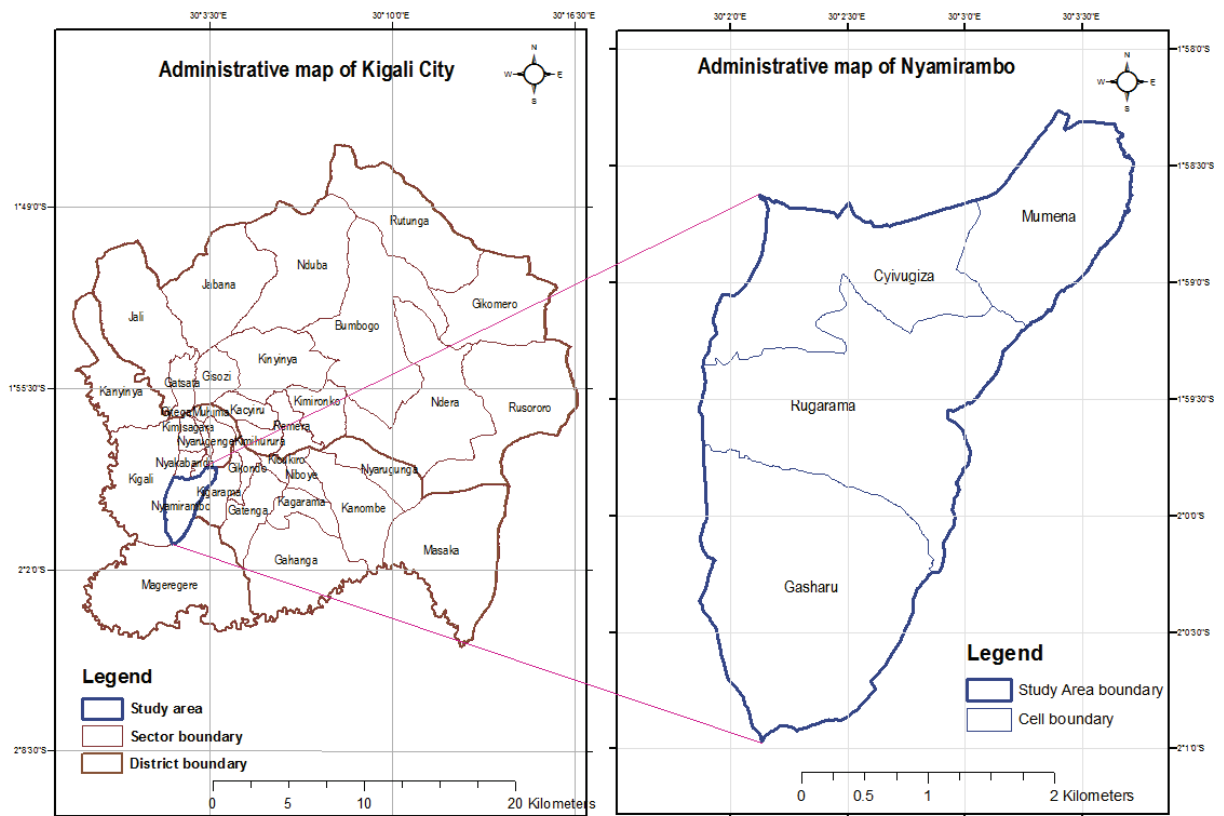 30°3'30"E
30°10'0"E
30°16'30"E
Administrative map of Kigali City
N
W
E
S
1°49'0"S
1°55'30"S
2°2'0"S
2°8'30"S
Rutunga
Nduba
Jabana
Gikomero
Jali
Bumbogo
Kinyinya
Gatsata
Gisozi
Kanyinya
Kimironko
Ndera
Rusororo
Muhima
Kacyiru
Kimisagara
Remera
Nyarugenge
Kimihurura
Nyakabanda
Gikondo
Kicukiro
Nyarugunga
Kigali
Niboye
Kigarama
Nyamirambo
Kagarama
Gatenga
Kanombe
Gahanga
Masaka
Mageregere
Legend
Study area
Sector boundary
District boundary
0 5 10 20 Kilometers
30°2'0"E
30°2'30"E
30°3'0"E
30°3'30"E
Administrative map of Nyamirambo
N
W
E
S
1°58'0"S
1°58'30"S
1°59'0"S
1°59'30"S
2°0'0"S
2°0'30"S
2°1'0"S
Mumena
Cyivugiza
Rugarama
Gasharu
Legend
Study Area boundary
Cell boundary
0 0.5 1 2 Kilometers